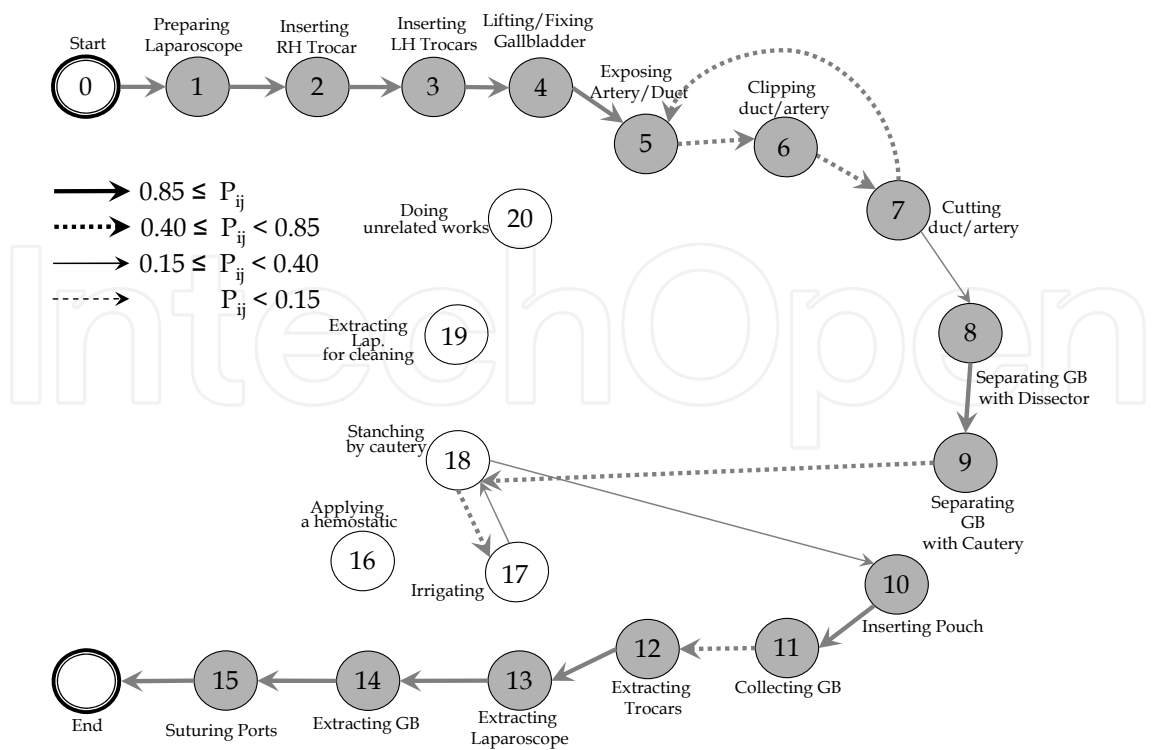 Start
Preparing
Laparoscope
Inserting
RH Trocar
Inserting
LH Trocars
Lifting/Fixing
Gallbladder
0
1
2
3
4
Exposing
Artery/Duct
5
Clipping
duct/artery
6
7
Cutting
duct/artery
0.85 ≤ Pij
0.40 ≤ Pij < 0.85
0.15 ≤ Pij < 0.40
Pij < 0.15
Doing
unrelated works
20
Extracting
Lap.
for cleaning
19
8
Separating GB
with Dissector
IntechOpen
Stanching
by cautery
18
9
Separating
GB
with Cautery
Applying
a hemostatic
16
Irrigating
17
10
Inserting Pouch
End
15
Suturing Ports
14
Extracting GB
13
Extracting
Laparoscope
12
Extracting
Trocars
11
Collecting GB